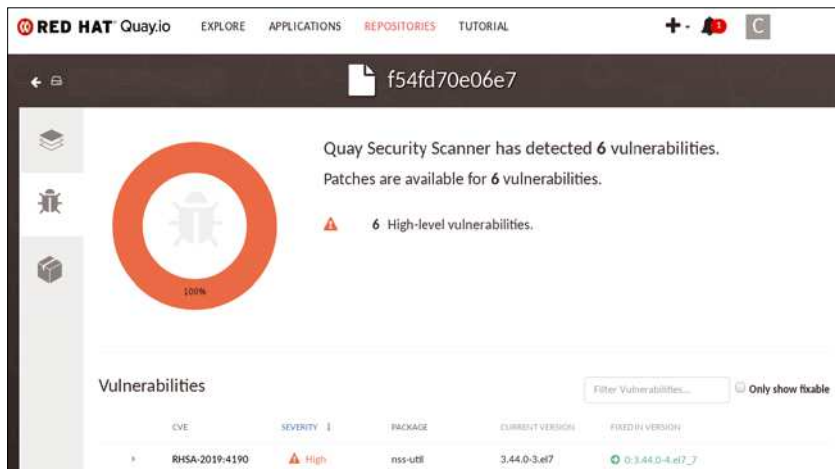 RED HAT Quay.io EXPLORE APPLICATIONS REPOSITORIES TUTORIAL 1 C
f54fd70e06e7
Quay Security Scanner has detected 6 vulnerabilities.
Patches are available for 6 vulnerabilities.
6 High-level vulnerabilities.
100%
Vulnerabilities
Filter Vulnerabilities... Only show fixable
CVE SEVERITY PACKAGE CURRENT VERSION FIXED IN VERSION
RHSA-2019:4190 High nss-util 3.44.0-3.el7 0:3.44.0-4.el7_7